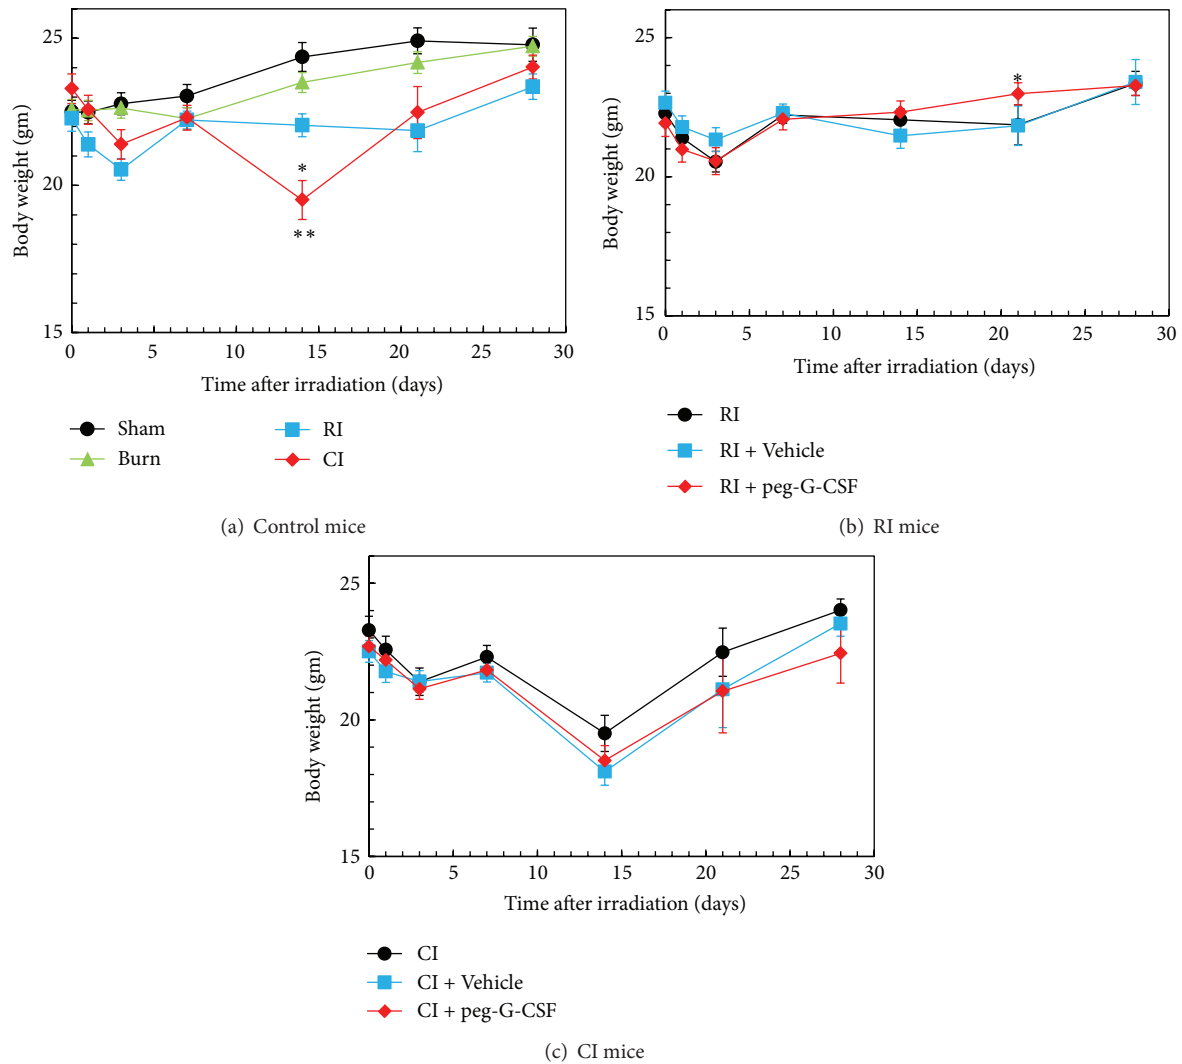 Body weight (gm)
25
20
15
*
**
0 5 10 15 20 25 30
Time after irradiation (days)
Sham
RI
Burn
CI
(a) Control mice
Body weight (gm)
25
20
15
*
0 5 10 15 20 25 30
Time after irradiation (days)
RI
RI + Vehicle
RI + peg-G-CSF
(b) RI mice
Body weight (gm)
25
20
15
0 5 10 15 20 25 30
Time after irradiation (days)
CI
CI + Vehicle
CI + peg-G-CSF
(c) CI mice